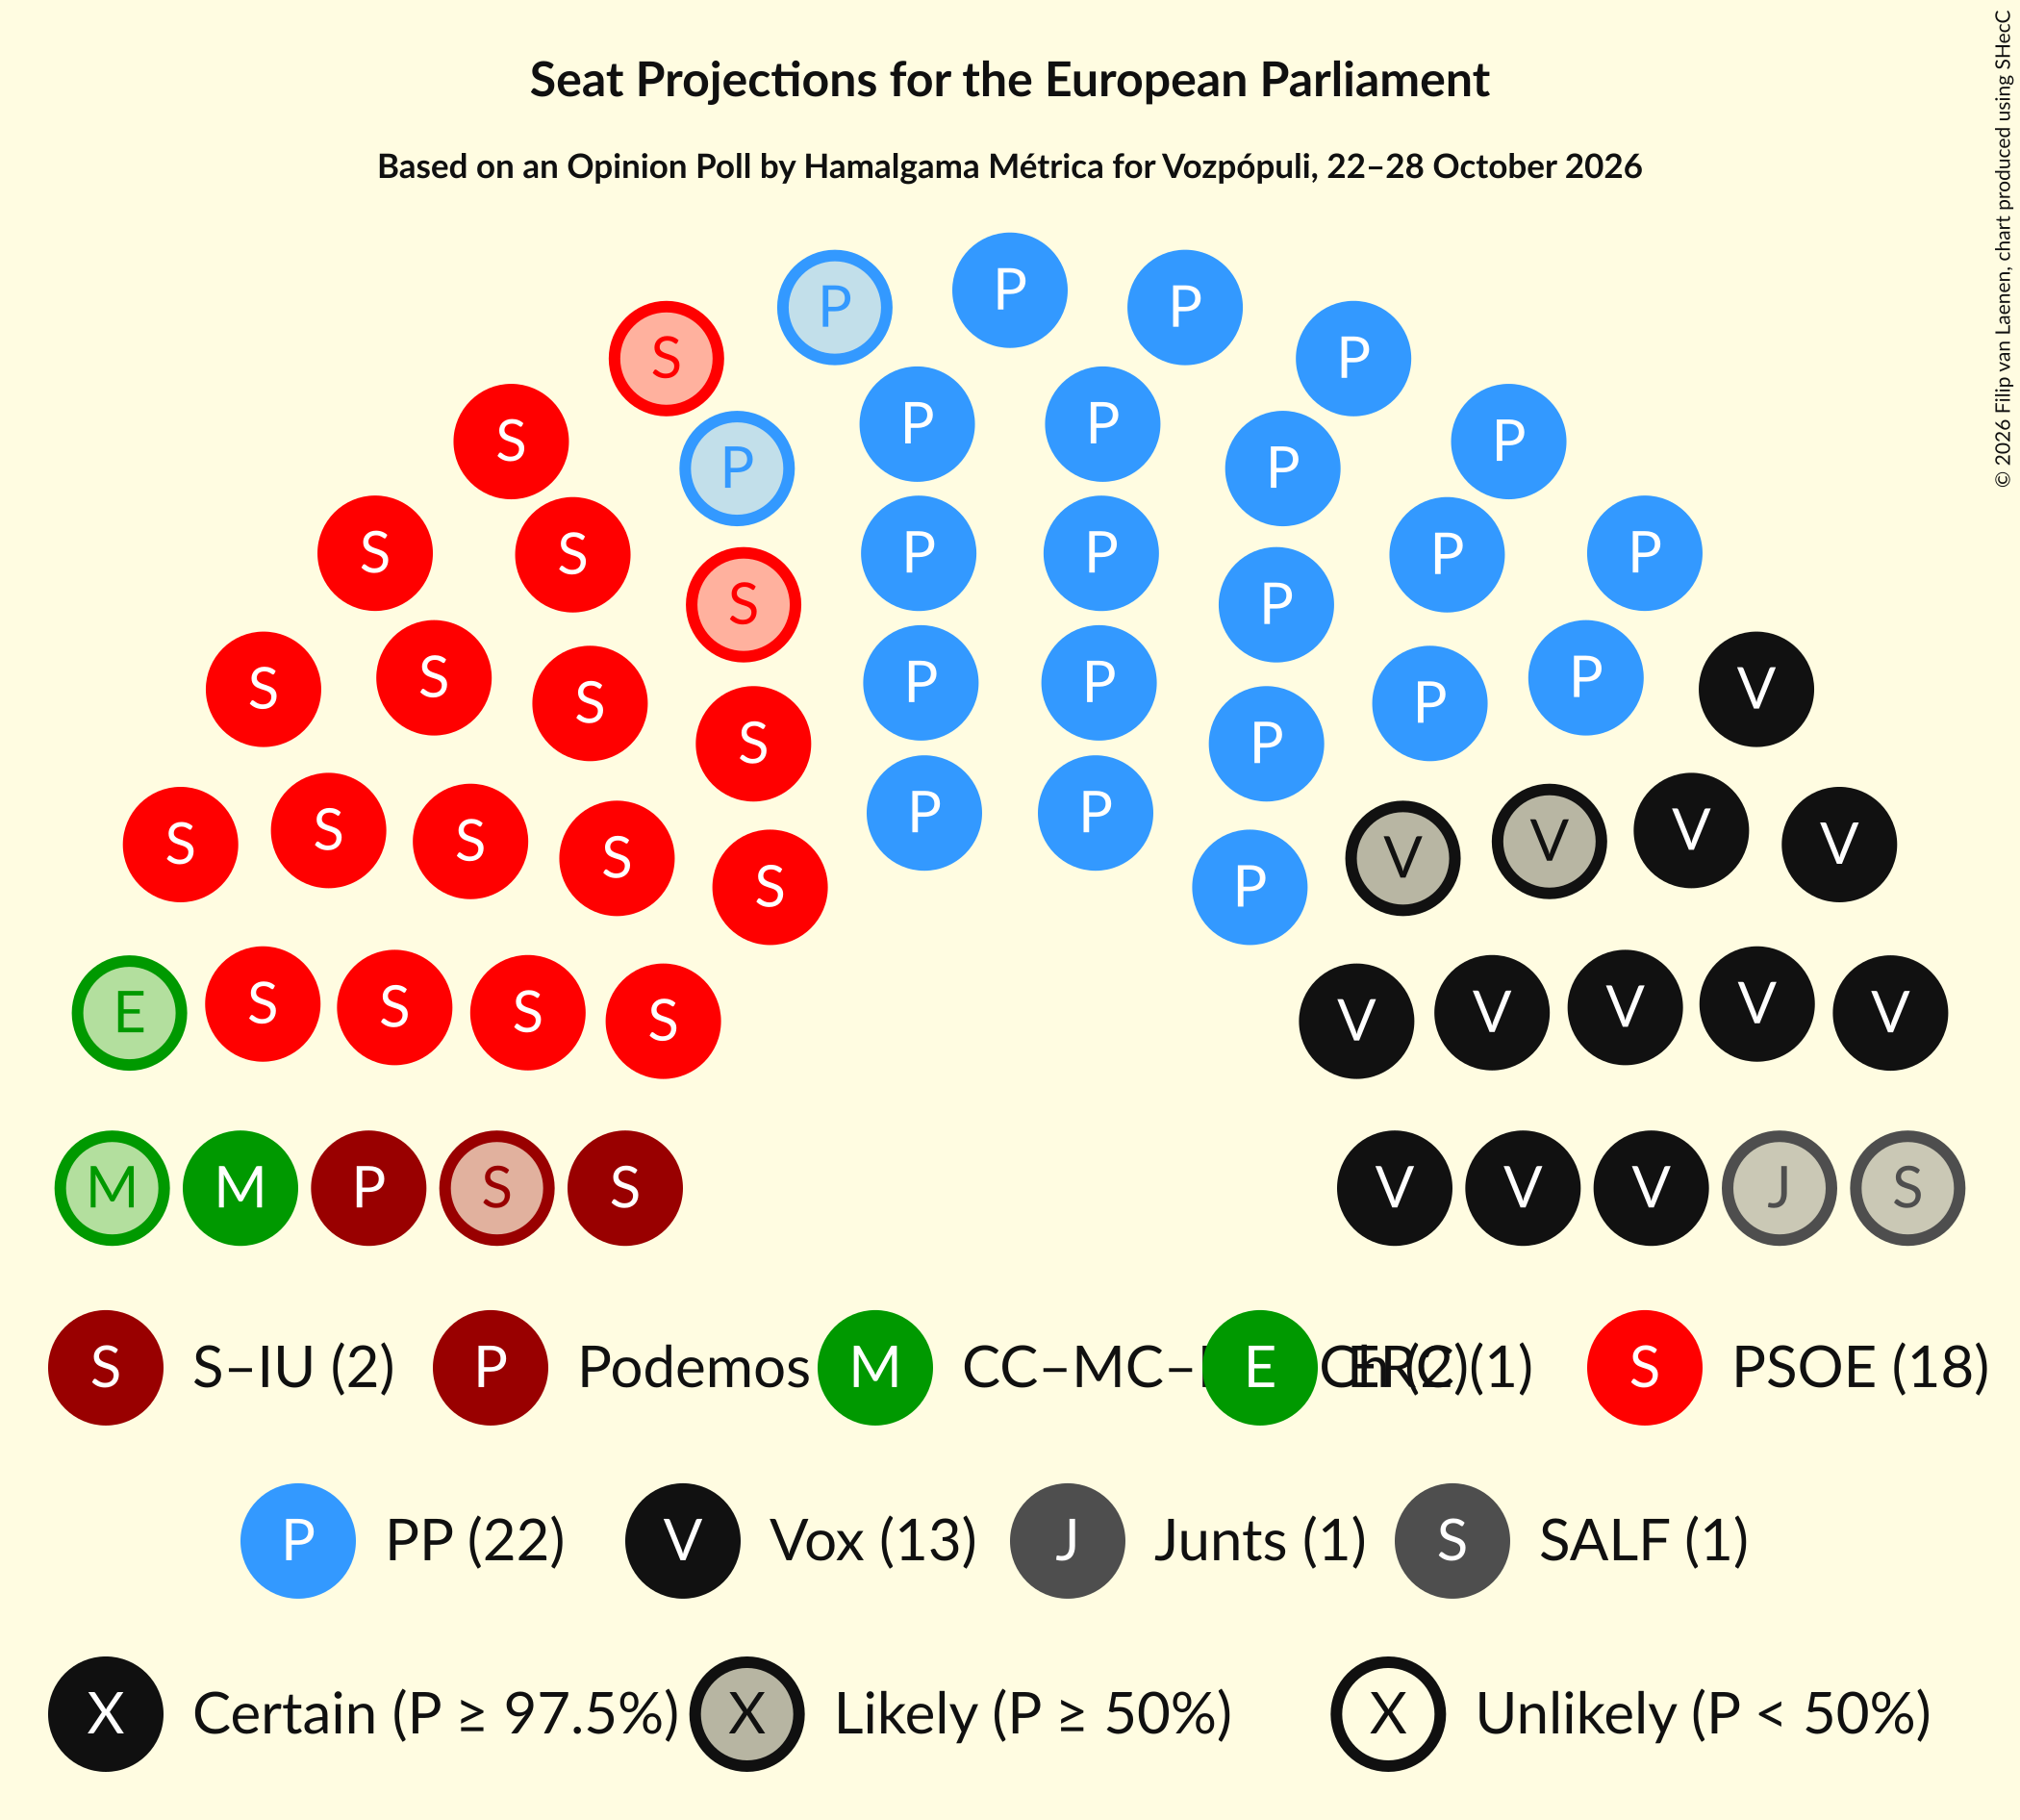 Seat Projections for the European Parliament
Based on an Opinion Poll by Hamalgama Métrica for Vozpópuli, 22–28 October 2026
© 2026 Filip van Laenen, chart produced using SHecC
P
P P
S P
S P
P P
P P
S S P P P P
S P
S P
S S P P V
S S P P
S P
P P
S S S S V V V V
S P
E S S S S V V V V V
M M P S S V V V J S
S S–IU (2) P Podemos M CC–MC– E ERC (1) S PSOE (18)
P PP (22) V Vox (13) J Junts (1) S SALF (1)
X Certain (P ≥ 97.5%) X Likely (P ≥ 50%) X Unlikely (P < 50%)